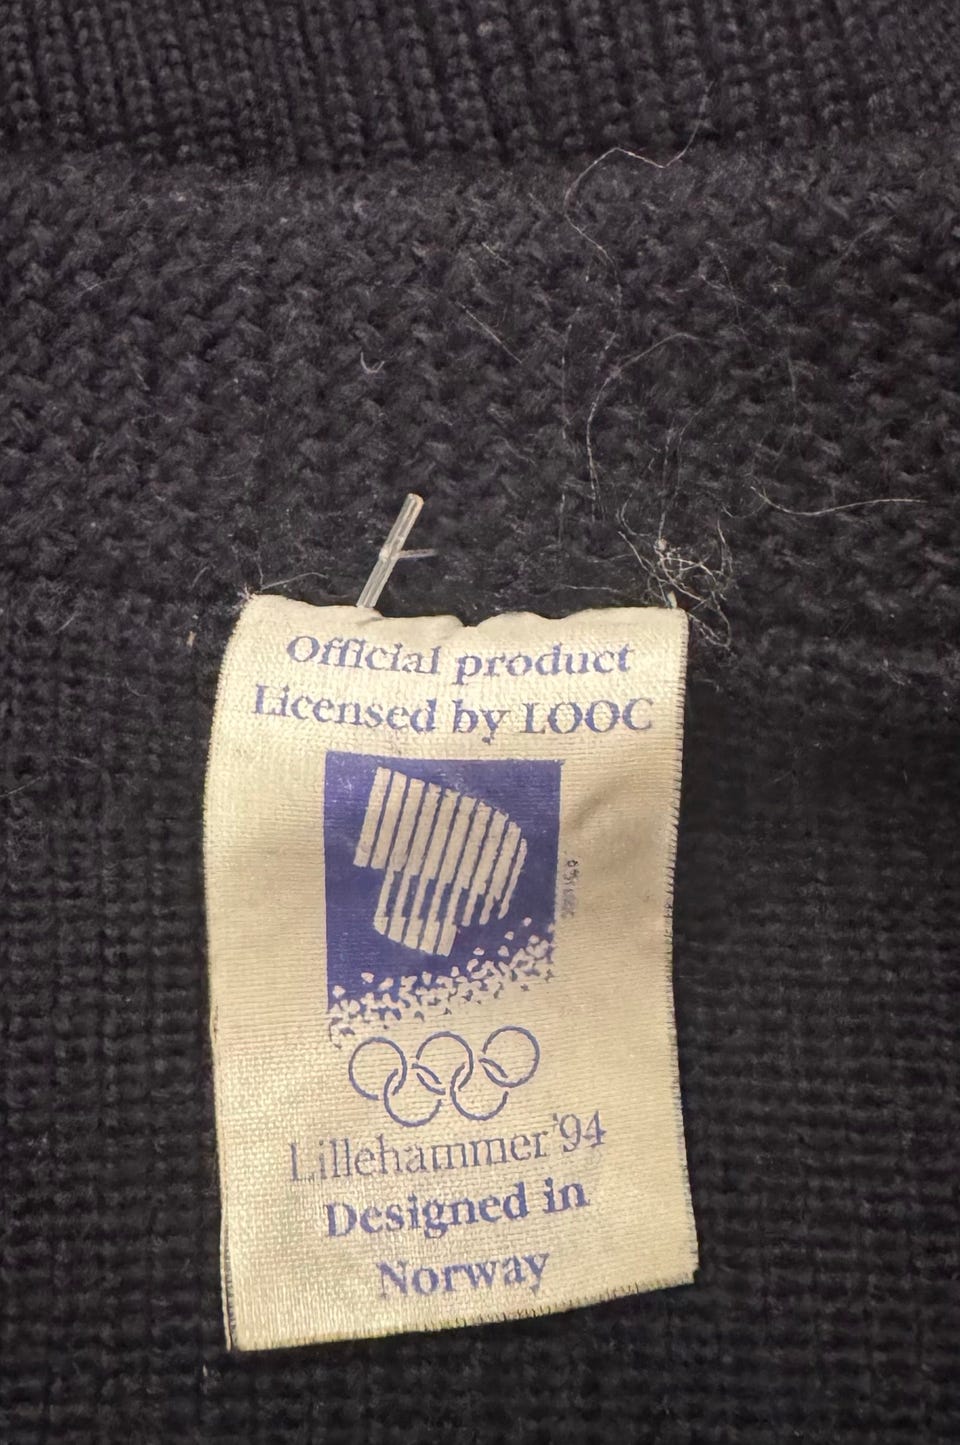 Official product
Licensed by LOOC
Lillehammer '94
Designed in
Norway